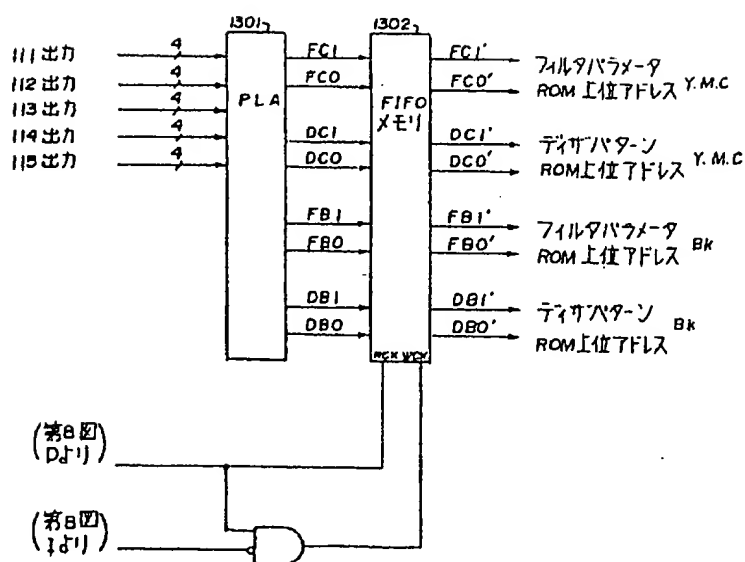 1301
1302
111出力
4
FC1
FC1'
フィルタパラメータ
112出力
4
FC0
FC0'
ROM上位アドレス Y.M.C
113出力
4
PLA
FIFO
メモリ
114出力
4
DC1
DC1'
ディザパターン
115出力
4
DC0
DC0'
ROM上位アドレス Y.M.C
FB1
FB1'
フィルタパラメータ
FB0
FB0'
ROM上位アドレス Bk
DB1
DB1'
ディザパターン
DB0
DB0'
ROM上位アドレス Bk
RCK WCK
(第8図
Dより)
(第8図
より)